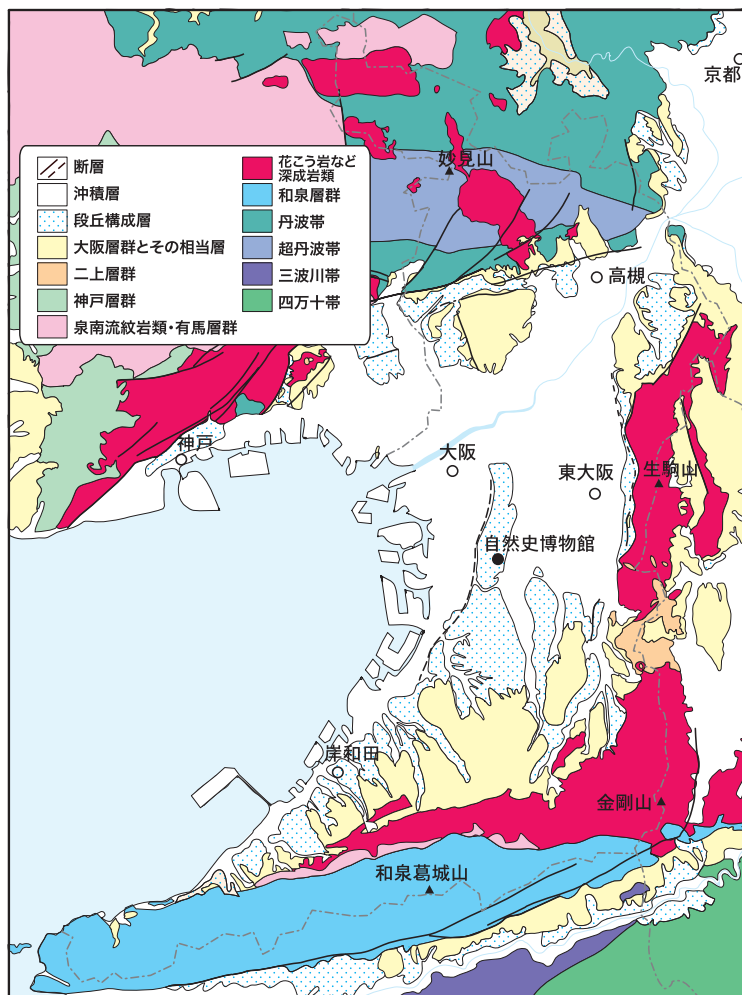 京都
断層
沖積層
段丘構成層
大阪層群とその相当層
二上層群
神戸層群
泉南流紋岩類・有馬層群
花こう岩など
深成岩類
和泉層群
丹波帯
超丹波帯
三波川帯
四万十帯
妙見山
高槻
神戸
大阪
東大阪
生駒山
自然史博物館
岸和田
金剛山
和泉葛城山